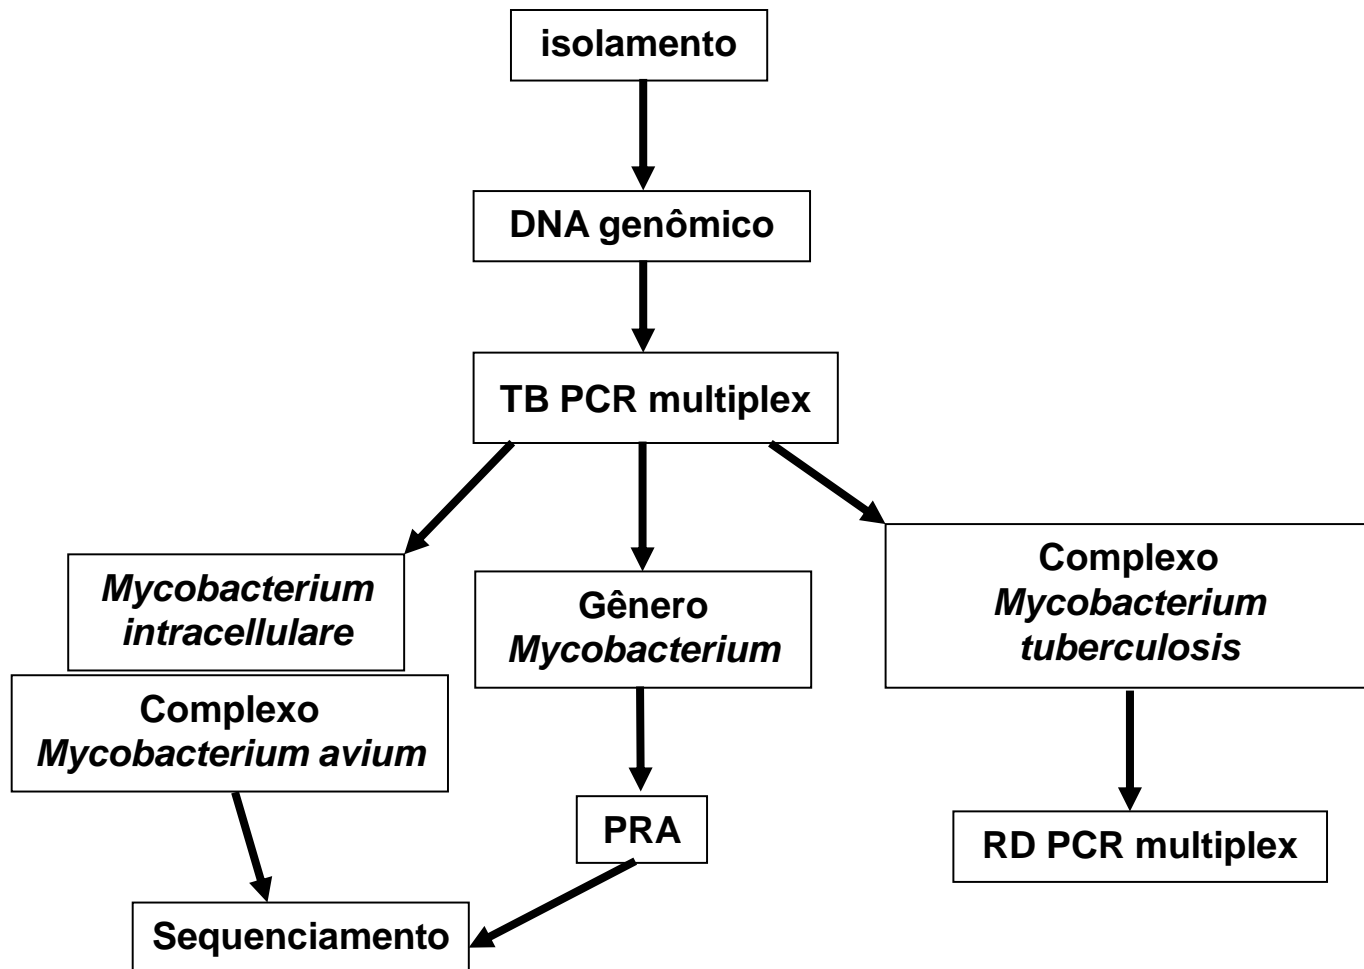 isolamento
DNA genômico
TB PCR multiplex
Mycobacterium
intracellulare
Complexo
Mycobacterium avium
Gênero
Mycobacterium
Complexo
Mycobacterium
tuberculosis
PRA
RD PCR multiplex
Sequenciamento